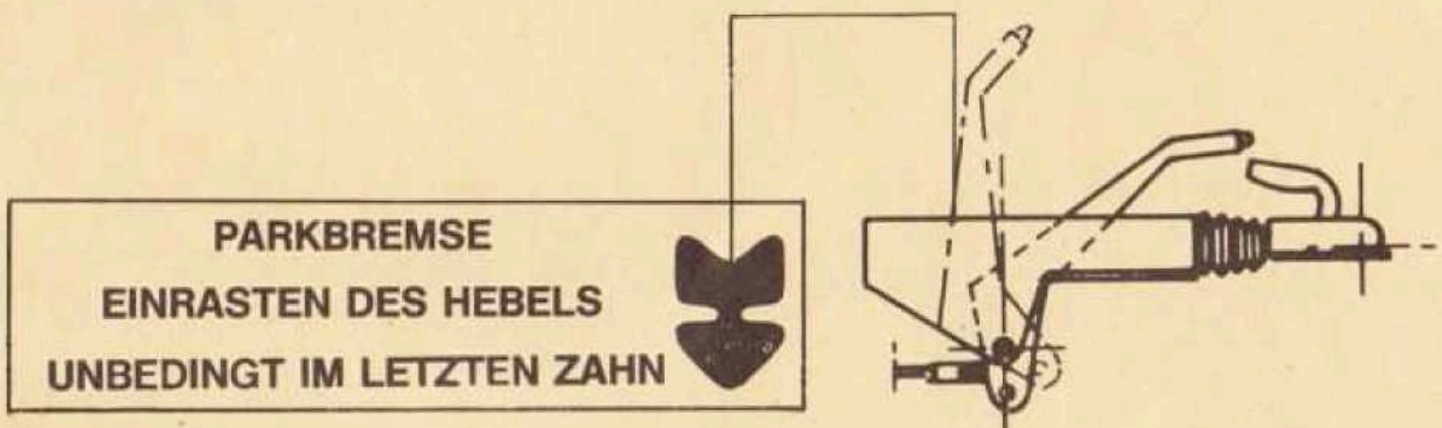 PARKBREMSE
EINRASTEN DES HEBELS
UNBEDINGT IM LETZTEN ZAHN